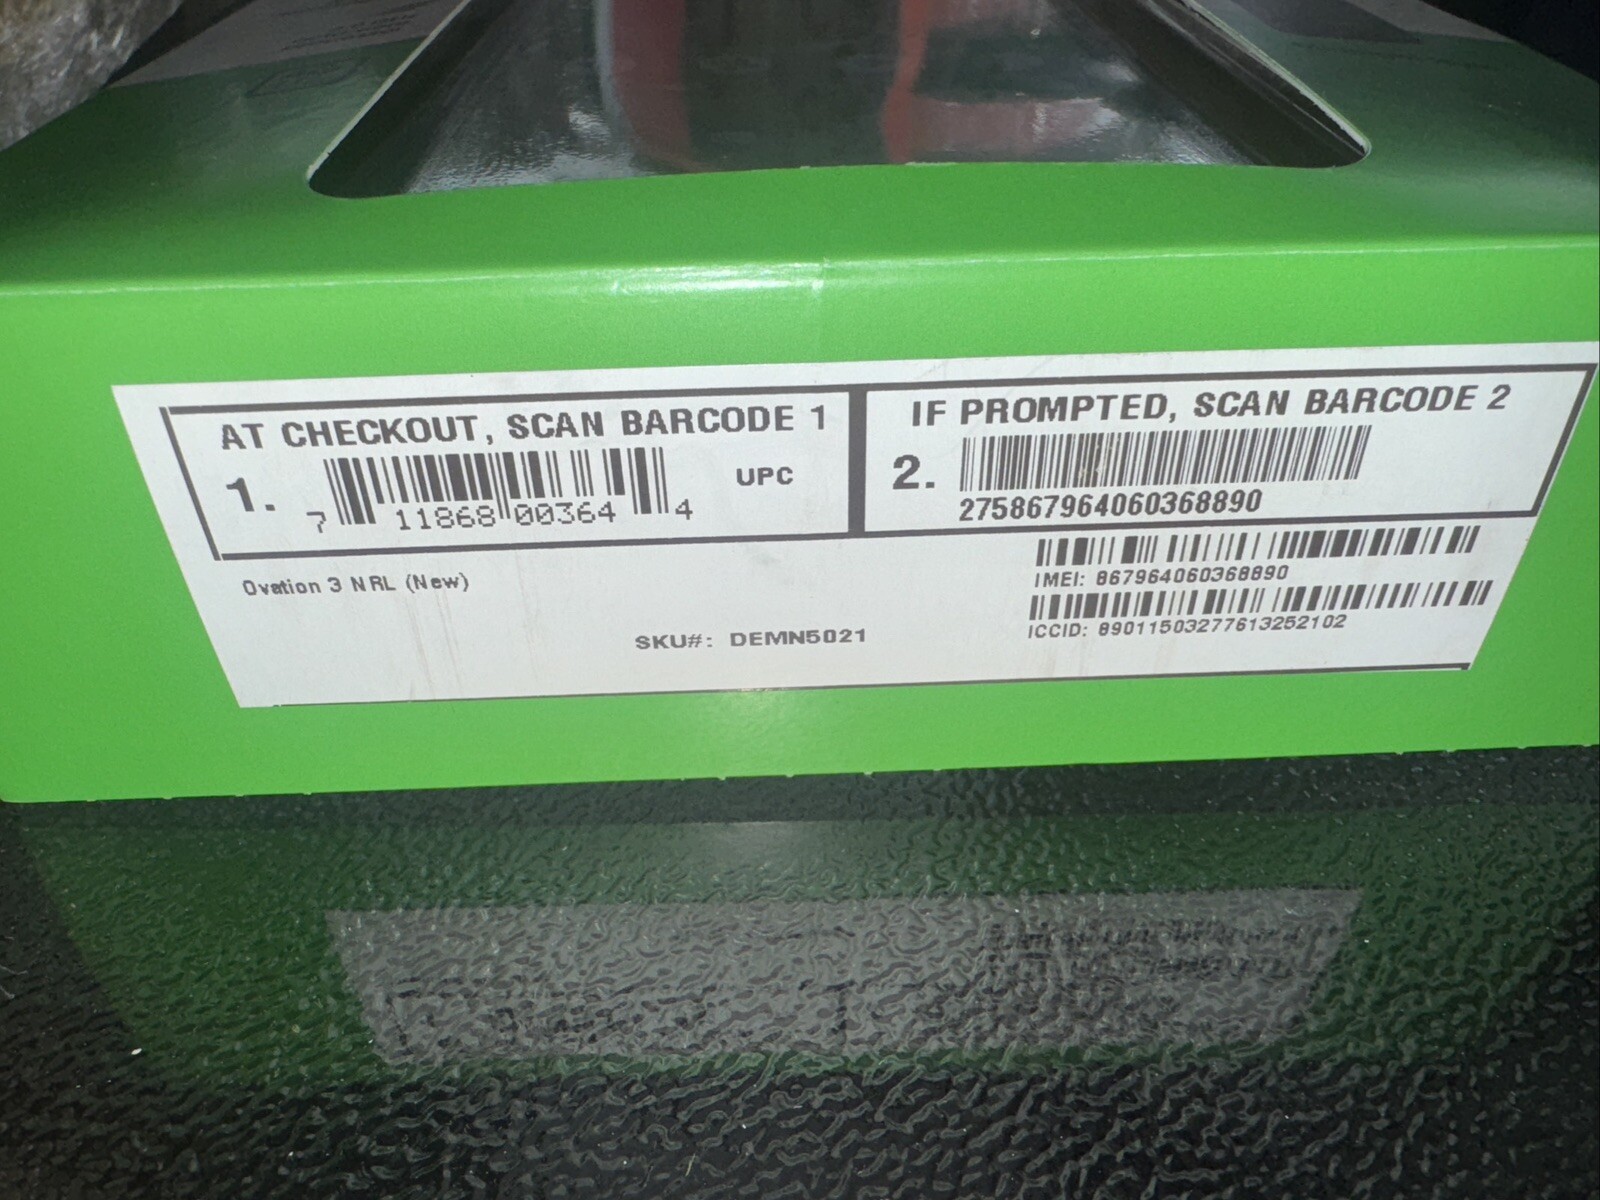 AT CHECKOUT, SCAN BARCODE 1
1.
UPC
7 11868 00364 4
IF PROMPTED, SCAN BARCODE 2
2.
275867964060368890
IMEI: 867964060368890
ICCID: 89011503277613252102
Ovation 3 NRL (New)
SKU#: DEMN5021